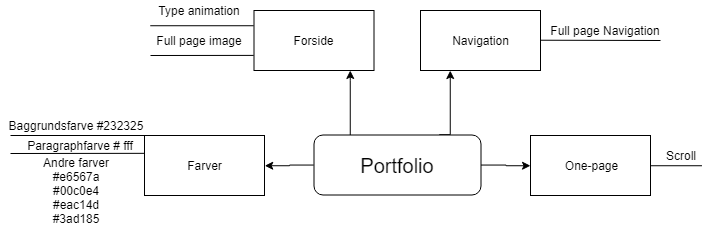 Type animation
Full page image
Forside
Navigation
Full page Navigation
Baggrundsfarve #232325
Paragraphfarve # fff
Andre farver
#e6567a
#00c0e4
#eac14d
#3ad185
Farver
Portfolio
One-page
Scroll